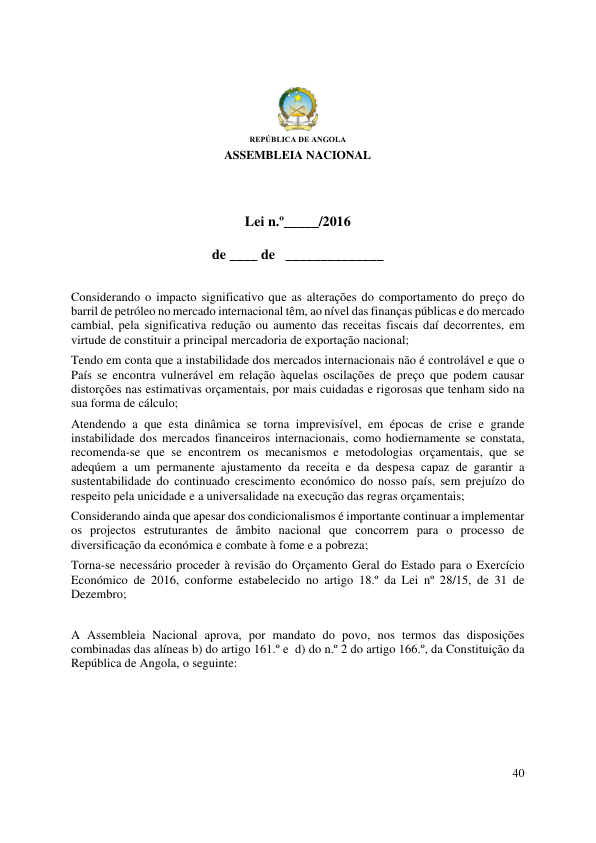 REPÚBLICA DE ANGOLA
ASSEMBLEIA NACIONAL
Lei n.º_____/2016
de ____ de ______________
Considerando o impacto significativo que as alterações do comportamento do preço do
barril de petróleo no mercado internacional têm, ao nível das finanças públicas e do mercado
cambial, pela significativa redução ou aumento das receitas fiscais daí decorrentes, em
virtude de constituir a principal mercadoria de exportação nacional;
Tendo em conta que a instabilidade dos mercados internacionais não é controlável e que o
País se encontra vulnerável em relação àquelas oscilações de preço que podem causar
distorções nas estimativas orçamentais, por mais cuidadas e rigorosas que tenham sido na
sua forma de cálculo;
Atendendo a que esta dinâmica se torna imprevisível, em épocas de crise e grande
instabilidade dos mercados financeiros internacionais, como hodiernamente se constata,
recomenda-se que se encontrem os mecanismos e metodologias orçamentais, que se
adeqúem a um permanente ajustamento da receita e da despesa capaz de garantir a
sustentabilidade do continuado crescimento económico do nosso país, sem prejuízo do
respeito pela unicidade e a universalidade na execução das regras orçamentais;
Considerando ainda que apesar dos condicionalismos é importante continuar a implementar
os projectos estruturantes de âmbito nacional que concorrem para o processo de
diversificação da económica e combate à fome e a pobreza;
Torna-se necessário proceder à revisão do Orçamento Geral do Estado para o Exercício
Económico de 2016, conforme estabelecido no artigo 18.º da Lei nº 28/15, de 31 de
Dezembro;
A Assembleia Nacional aprova, por mandato do povo, nos termos das disposições
combinadas das alíneas b) do artigo 161.º e d) do n.º 2 do artigo 166.º, da Constituição da
República de Angola, o seguinte:
40